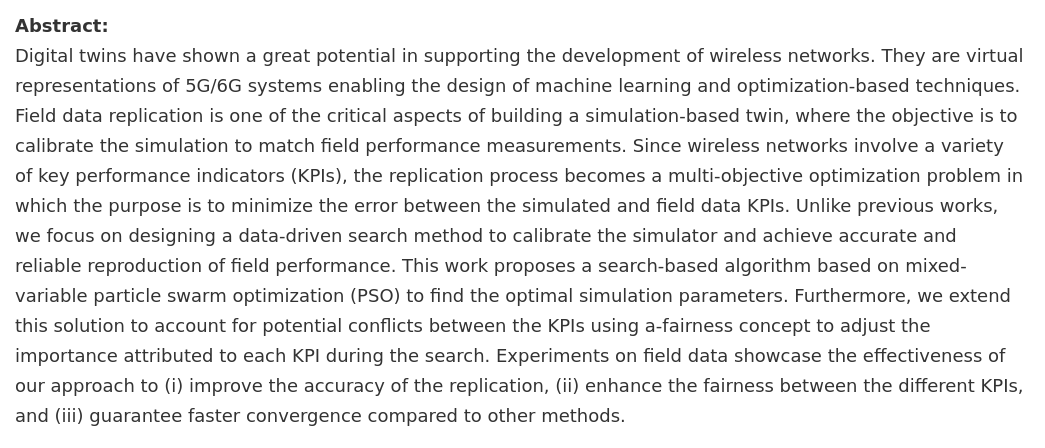 Abstract:
Digital twins have shown a great potential in supporting the development of wireless networks. They are virtual
representations of 5G/6G systems enabling the design of machine learning and optimization-based techniques.
Field data replication is one of the critical aspects of building a simulation-based twin, where the objective is to
calibrate the simulation to match field performance measurements. Since wireless networks involve a variety
of key performance indicators (KPIs), the replication process becomes a multi-objective optimization problem in
which the purpose is to minimize the error between the simulated and field data KPIs. Unlike previous works,
we focus on designing a data-driven search method to calibrate the simulator and achieve accurate and
reliable reproduction of field performance. This work proposes a search-based algorithm based on mixed-
variable particle swarm optimization (PSO) to find the optimal simulation parameters. Furthermore, we extend
this solution to account for potential conflicts between the KPIs using a-fairness concept to adjust the
importance attributed to each KPI during the search. Experiments on field data showcase the effectiveness of
our approach to (i) improve the accuracy of the replication, (ii) enhance the fairness between the different KPIs,
and (iii) guarantee faster convergence compared to other methods.